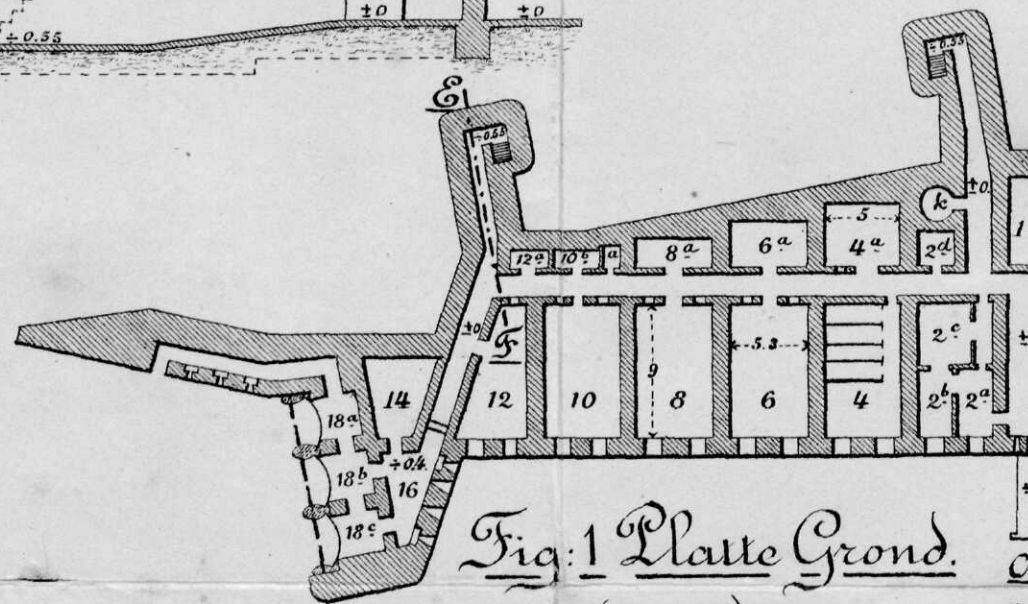 ±0 ±0
÷0.55
÷0.55
E
÷0.55
k
±0
1
5
6a 4a 2d
12a 10b a 8a
±0
F
5.3
9
2c
14 12 10 8 6 4 2b 2a
18a
÷0.4
18b 16
18c
Fig: 1 Platte Grond.